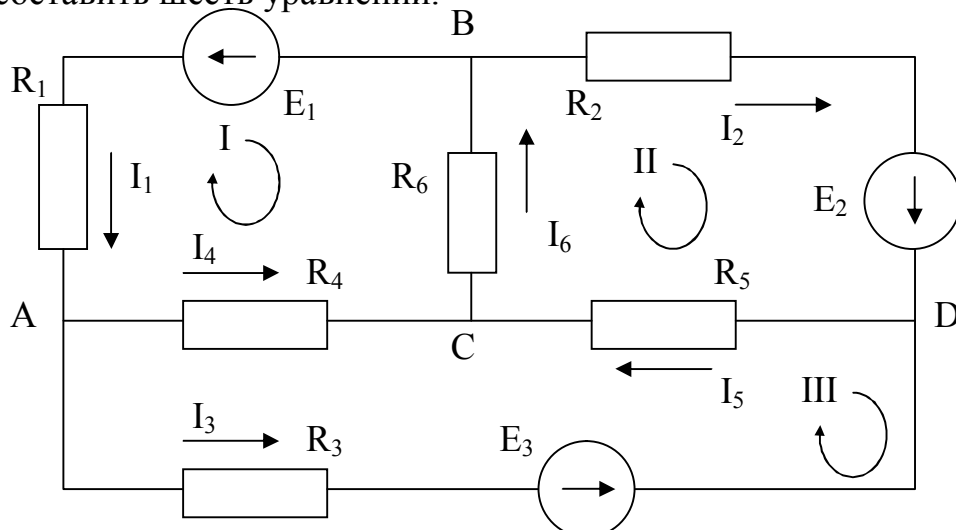 составить шесть уравнений.
B
R₁
E₁
R₂
I₂
I
II
I₁
R₆
E₂
I₆
I₄
R₄
R₅
A
C
D
I₅
III
I₃
R₃
E₃